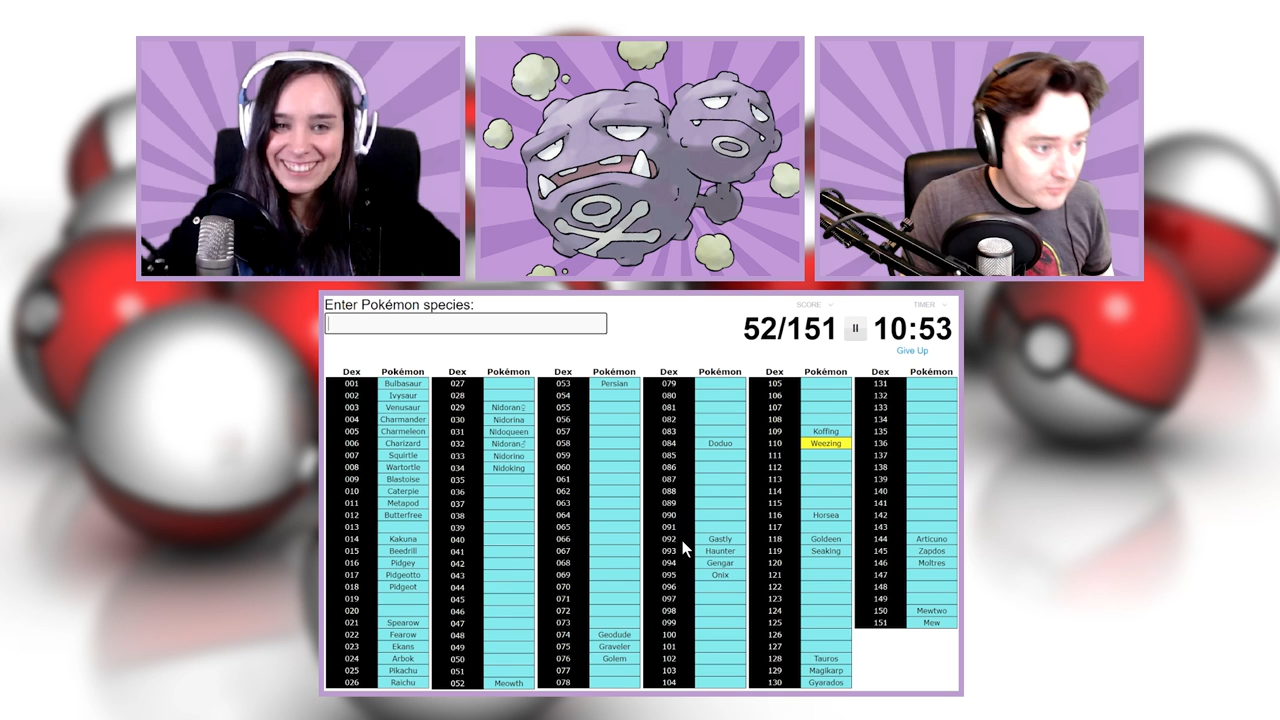 Enter Pokémon species:
SCORE TIMER
52/151 10:53
Give Up
Dex Pokémon Dex Pokémon Dex Pokémon Dex Pokémon Dex Pokémon Dex Pokémon
001 Bulbasaur 027 053 Persian 079 105 131
002 Ivysaur 028 054 080 106 132
003 Venusaur 029 Nidoran♀ 055 081 107 133
004 Charmander 030 Nidorina 056 082 108 134
005 Charmeleon 031 Nidoqueen 057 083 109 Koffing 135
006 Charizard 032 Nidoran♂ 058 084 Doduo 110 Weezing 136
007 Squirtle 033 Nidorino 059 085 111 137
008 Wartortle 034 Nidoking 060 086 112 138
009 Blastoise 035 061 087 113 139
010 Caterpie 036 062 088 114 140
011 Metapod 037 063 089 115 141
012 Butterfree 038 064 090 116 Horsea 142
013 039 065 091 117 143
014 Kakuna 040 066 092 Gastly 118 Goldeen 144 Articuno
015 Beedrill 041 067 093 Haunter 119 Seaking 145 Zapdos
016 Pidgey 042 068 094 Gengar 120 146 Moltres
017 Pidgeotto 043 069 095 Onix 121 147
018 Pidgeot 044 070 096 122 148
019 045 071 097 123 149
020 046 072 098 124 150 Mewtwo
021 Spearow 047 073 099 125 151 Mew
022 Fearow 048 074 Geodude 100 126
023 Ekans 049 075 Graveler 101 127
024 Arbok 050 076 Golem 102 128 Tauros
025 Pikachu 051 077 103 129 Magikarp
026 Raichu 052 Meowth 078 104 130 Gyarados